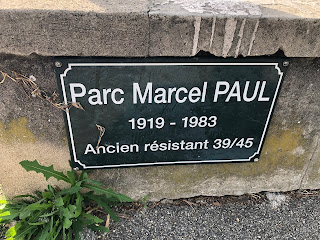 Parc Marcel PAUL
1919 - 1983
Ancien résistant 39/45